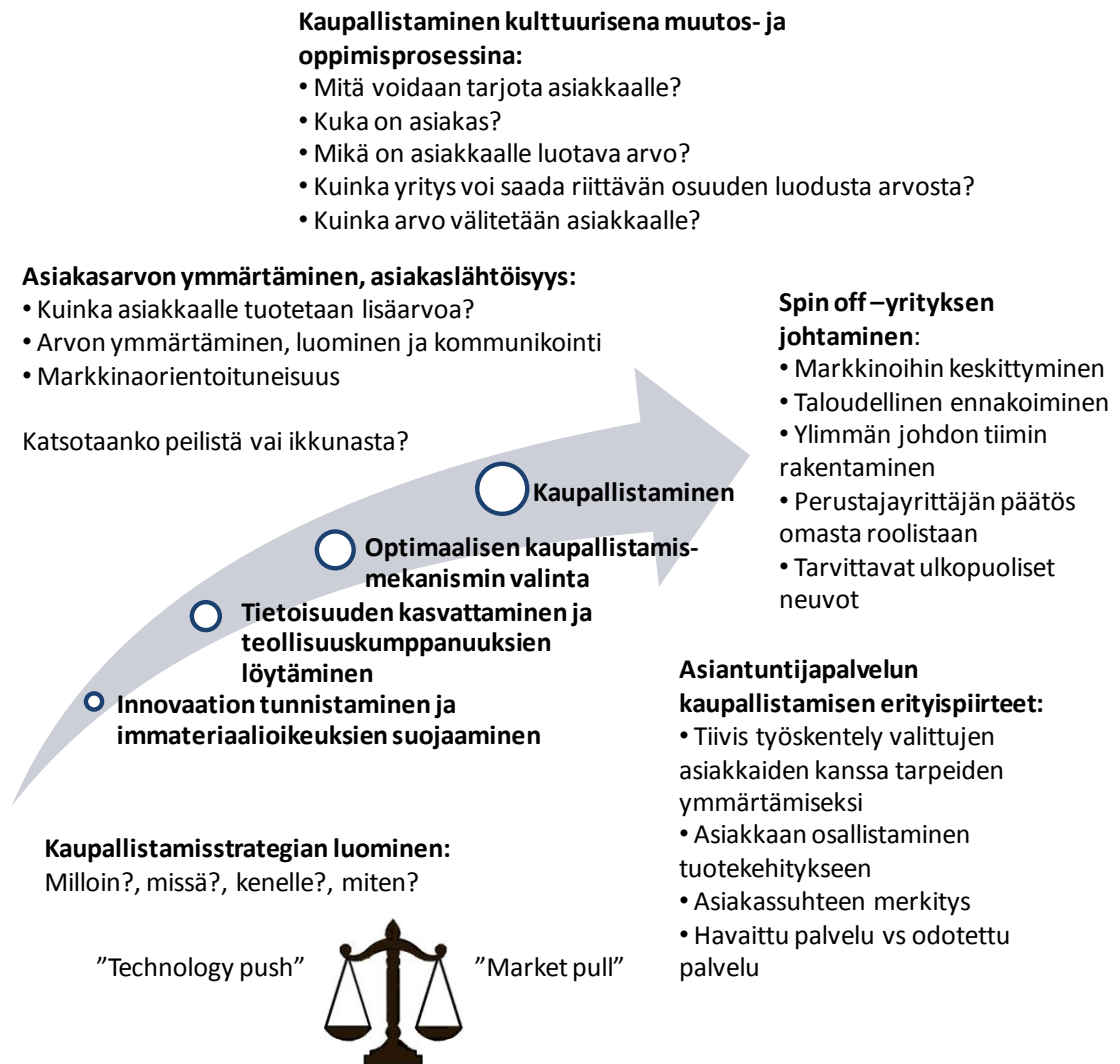 Kaupallistaminen kulttuurisena muutos- ja
oppimisprosessina:
• Mitä voidaan tarjota asiakkaalle?
• Kuka on asiakas?
• Mikä on asiakkaalle luotava arvo?
• Kuinka yritys voi saada riittävän osuuden luodusta arvosta?
• Kuinka arvo välitetään asiakkaalle?
Asiakasarvon ymmärtäminen, asiakaslähtöisyys:
• Kuinka asiakkaalle tuotetaan lisäarvoa?
• Arvon ymmärtäminen, luominen ja kommunikointi
• Markkinaorientoituneisuus
Katsotaanko peilistä vai ikkunasta?
Spin off –yrityksen
johtaminen:
• Markkinoihin keskittyminen
• Taloudellinen ennakoiminen
• Ylimmän johdon tiimin
rakentaminen
• Perustajayrittäjän päätös
omasta roolistaan
• Tarvittavat ulkopuoliset
neuvot
Kaupallistaminen
Optimaalisen kaupallistamis-
mekanismin valinta
Tietoisuuden kasvattaminen ja
teollisuuskumppanuuksien
löytäminen
Innovaation tunnistaminen ja
immateriaalioikeuksien suojaaminen
Asiantuntijapalvelun
kaupallistamisen erityispiirteet:
• Tiivis työskentely valittujen
asiakkaiden kanssa tarpeiden
ymmärtämiseksi
• Asiakkaan osallistaminen
tuotekehitykseen
• Asiakassuhteen merkitys
• Havaittu palvelu vs odotettu
palvelu
Kaupallistamisstrategian luominen:
Milloin?, missä?, kenelle?, miten?
”Technology push”
”Market pull”